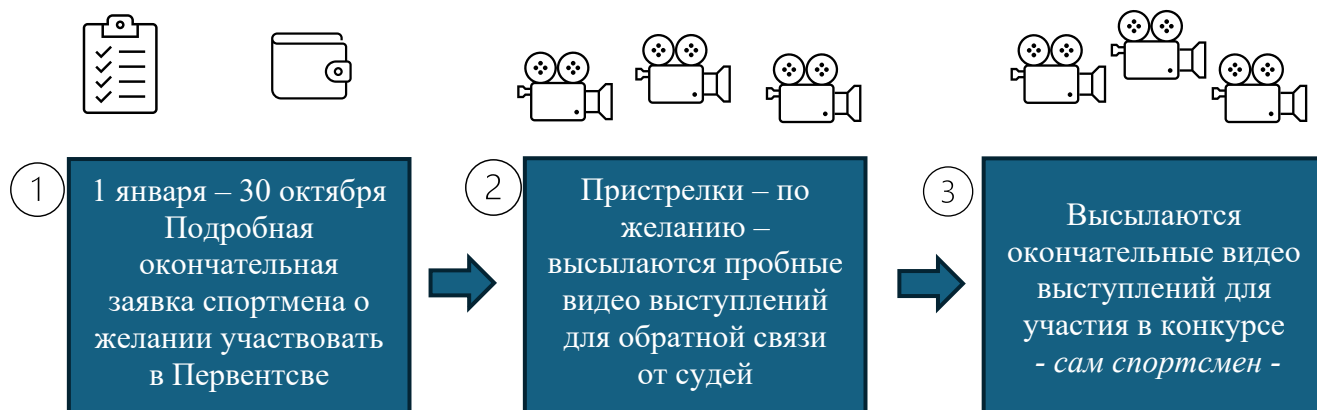 1
1 января – 30 октября
Подробная
окончательная
заявка спортмена о
желании участвовать
в Первентсве
2
Пристрелки – по
желанию –
высылаются пробные
видео выступлений
для обратной связи
от судей
3
Высылаются
окончательные видео
выступлений для
участия в конкурсе
- сам спортсмен -